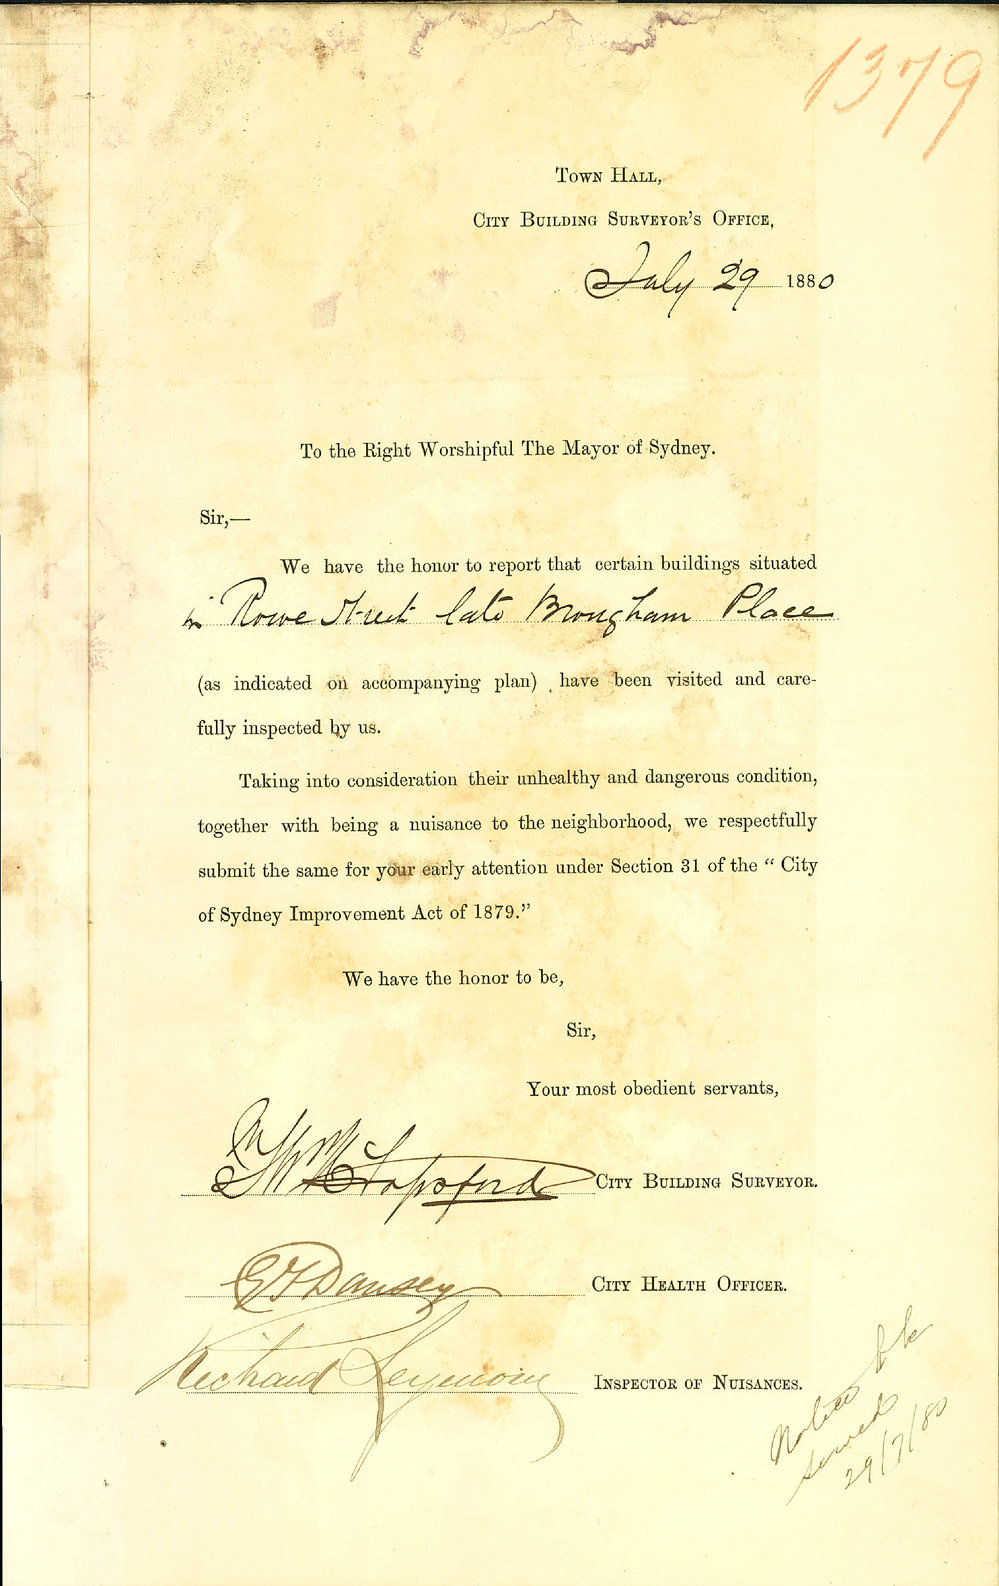 1379
TOWN HALL,
CITY BUILDING SURVEYOR'S OFFICE,
July 29 1880
To the Right Worshipful The Mayor of Sydney.
Sir,—
We have the honor to report that certain buildings situated
in Rowe Street late Brougham Place
(as indicated on accompanying plan) have been visited and care-
fully inspected by us.
Taking into consideration their unhealthy and dangerous condition,
together with being a nuisance to the neighborhood, we respectfully
submit the same for your early attention under Section 31 of the “ City
of Sydney Improvement Act of 1879.”
We have the honor to be,
Sir,
Your most obedient servants,
CITY BUILDING SURVEYOR.
G F Dansey CITY HEALTH OFFICER.
Richard Seymour INSPECTOR OF NUISANCES.
Notices
served
29/7/80